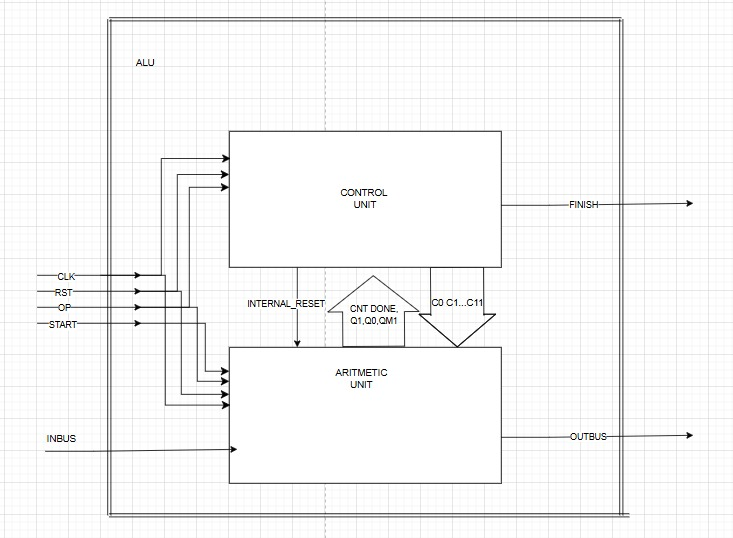 ALU
CONTROL
UNIT
FINISH
CLK
RST
OP
START
INTERNAL_RESET
CNT DONE,
Q1,Q0,QM1
C0 C1...C11
ARITMETIC
UNIT
INBUS
OUTBUS